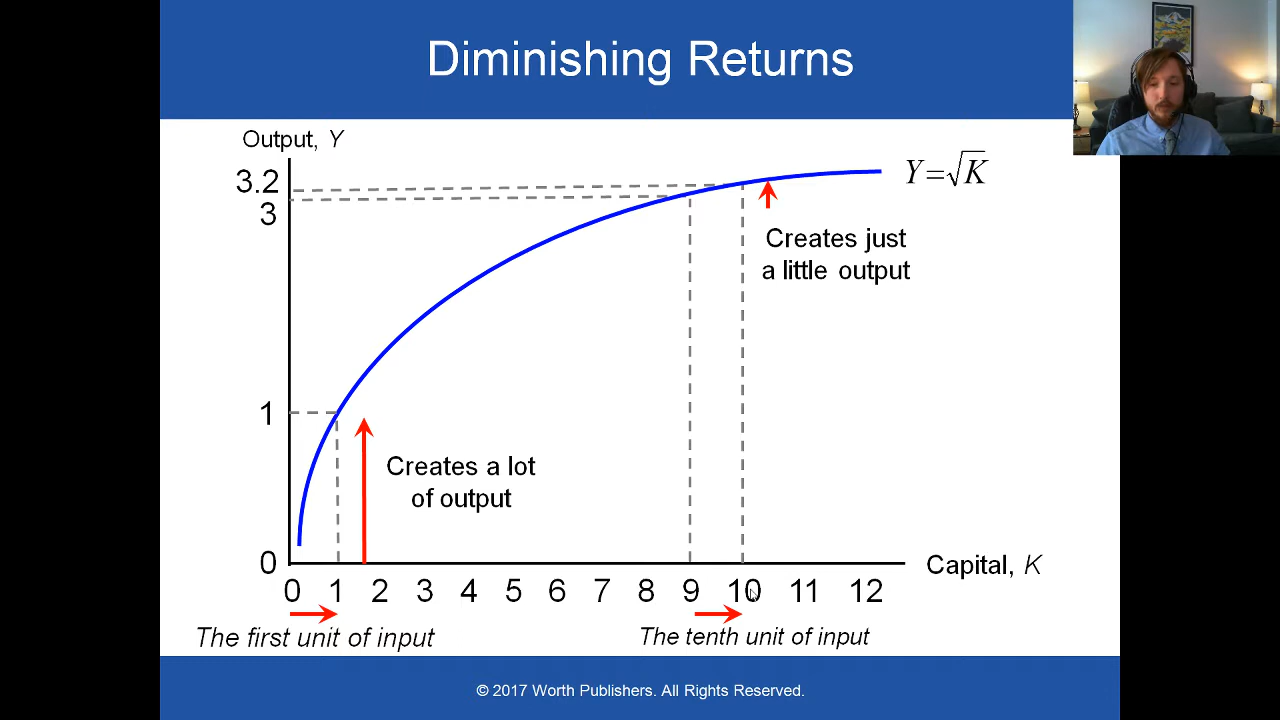 Diminishing Returns
Output, Y
3.2
3
1
0
Y=√K
Creates just
a little output
Creates a lot
of output
0 1 2 3 4 5 6 7 8 9 10 11 12
Capital, K
The first unit of input
The tenth unit of input
© 2017 Worth Publishers. All Rights Reserved.